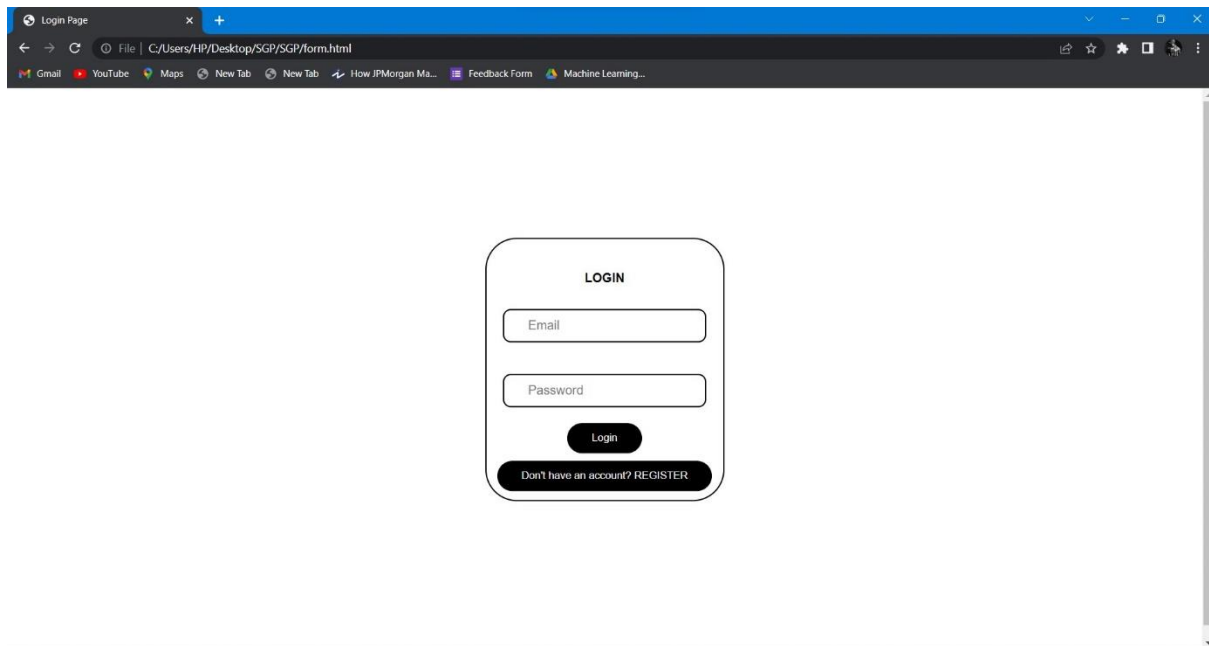 Login Page
File | C:/Users/HP/Desktop/SGP/SGP/form.html
Gmail YouTube Maps New Tab New Tab How JPMorgan Ma... Feedback Form Machine Learning...
LOGIN
Email
Password
Login
Don't have an account? REGISTER